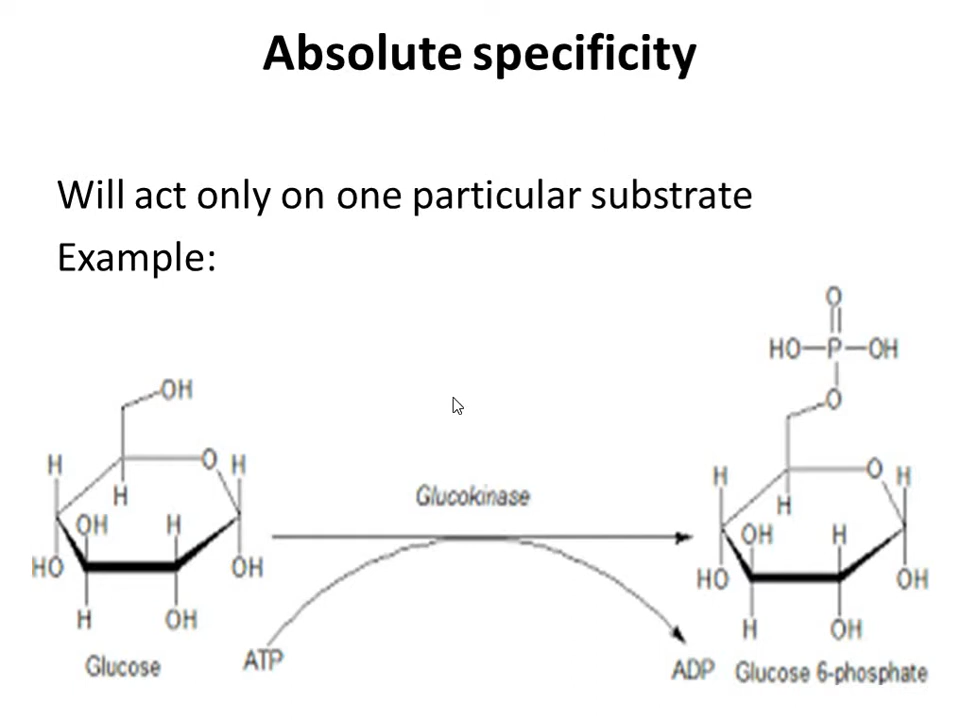 Absolute specificity
Will act only on one particular substrate
Example:
O
HO—P—OH
O
OH
H
O
H
H
OH
H
HO
OH
H
OH
Glucose
Glucokinase
ATP
ADP
H
O
H
H
OH
H
HO
OH
H
OH
Glucose 6-phosphate